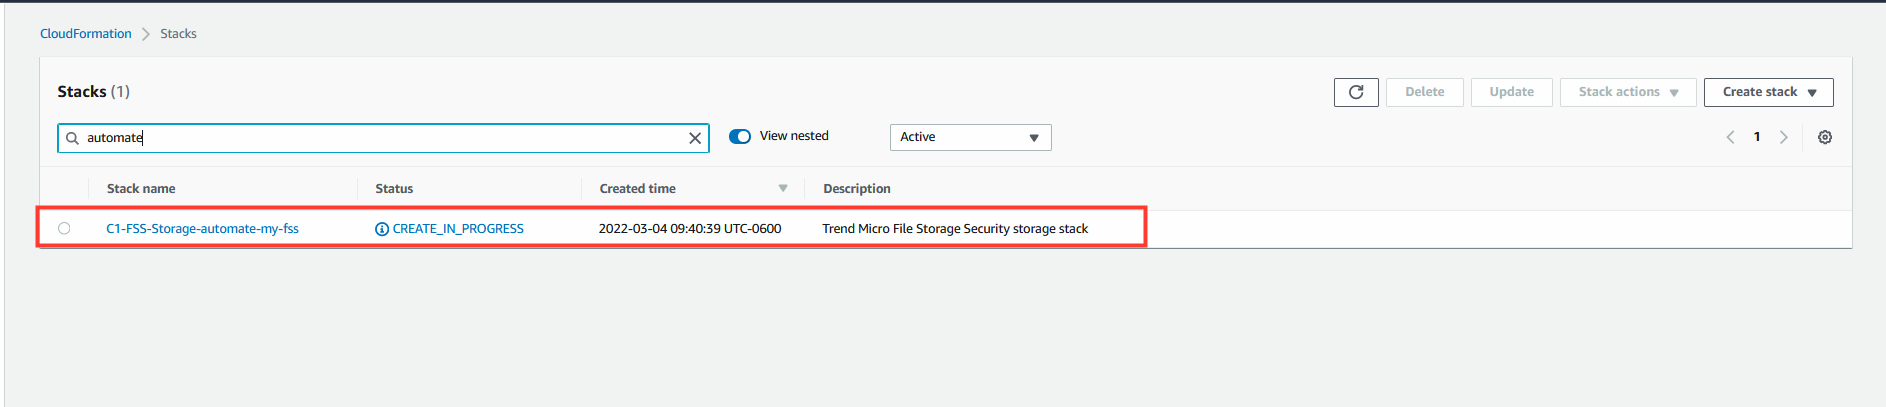 CloudFormation > Stacks
Stacks (1)
Delete
Update
Stack actions
Create stack
automate
View nested
Active
1
Stack name Status Created time Description
C1-FSS-Storage-automate-my-fss CREATE_IN_PROGRESS 2022-03-04 09:40:39 UTC-0600 Trend Micro File Storage Security storage stack